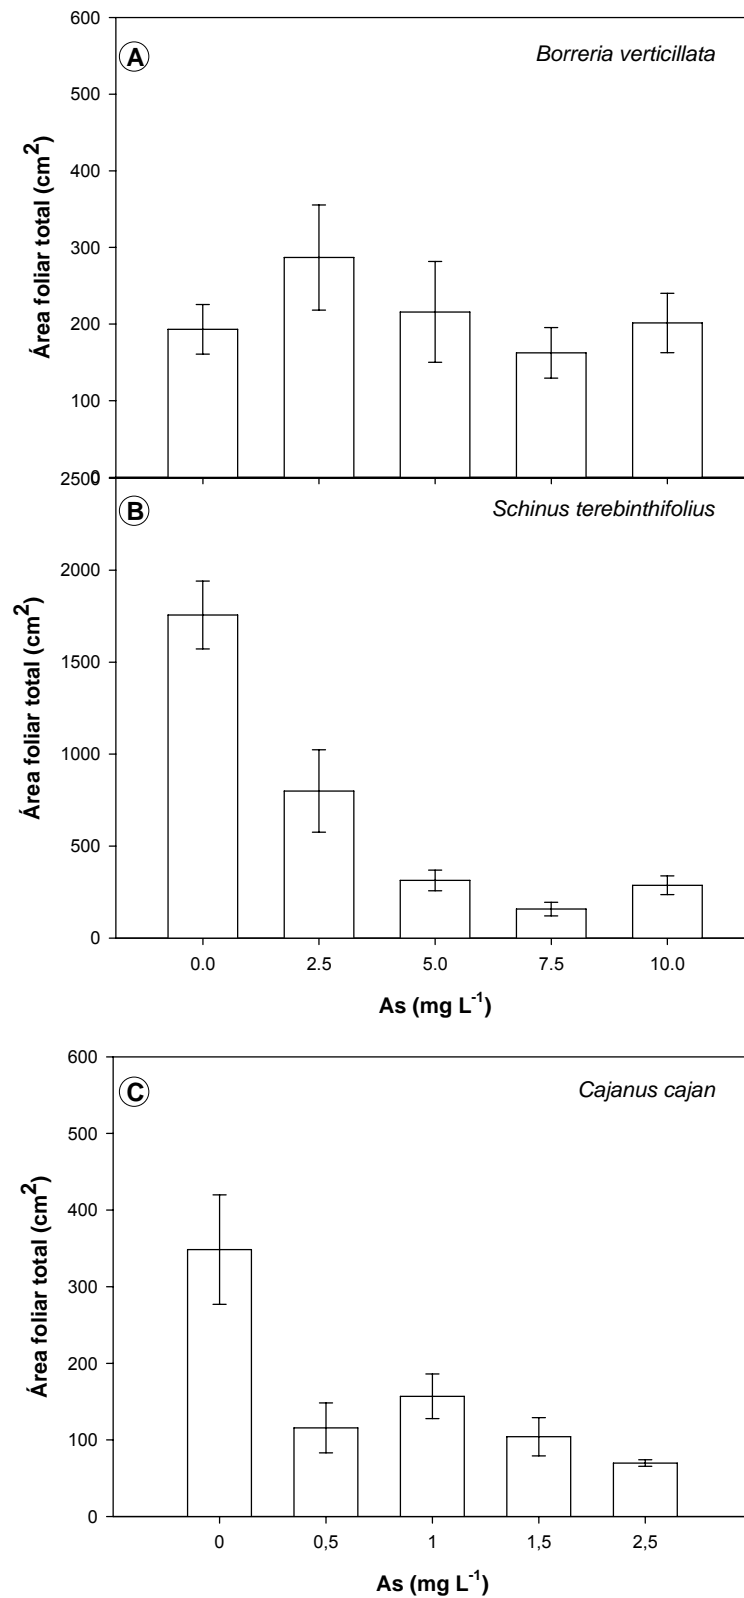 600
A
Borreria verticillata
500
400
300
200
100
0
Área foliar total (cm2)
2500
B
Schinus terebinthifolius
2000
1500
1000
500
0
Área foliar total (cm2)
0.0 2.5 5.0 7.5 10.0
As (mg L-1)
600
C
Cajanus cajan
500
400
300
200
100
0
Área foliar total (cm2)
0 0,5 1 1,5 2,5
As (mg L-1)